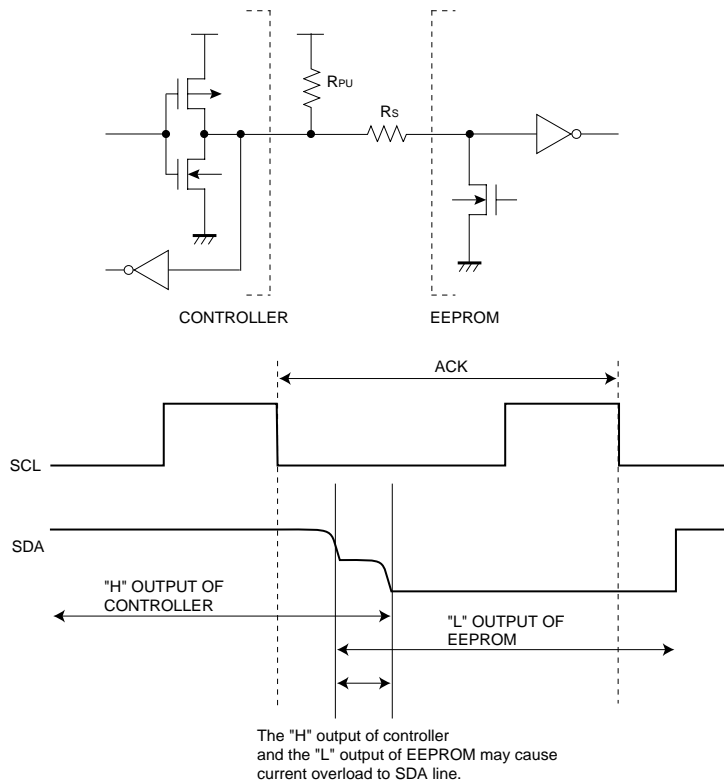 RPU
RS
CONTROLLER
EEPROM
ACK
SCL
SDA
"H" OUTPUT OF
CONTROLLER
"L" OUTPUT OF
EEPROM
The "H" output of controller
and the "L" output of EEPROM may cause
current overload to SDA line.